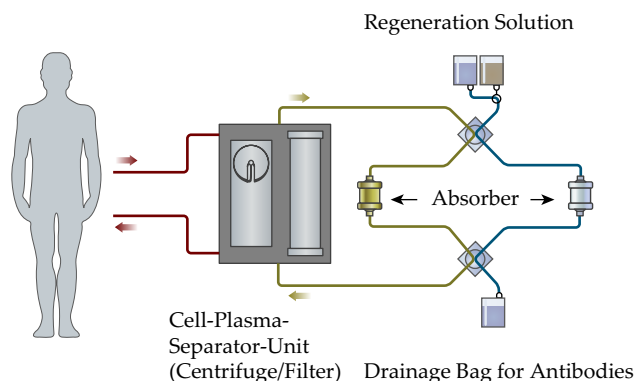 Regeneration Solution
Absorber
Cell-Plasma-
Separator-Unit
(Centrifuge/Filter)
Drainage Bag for Antibodies